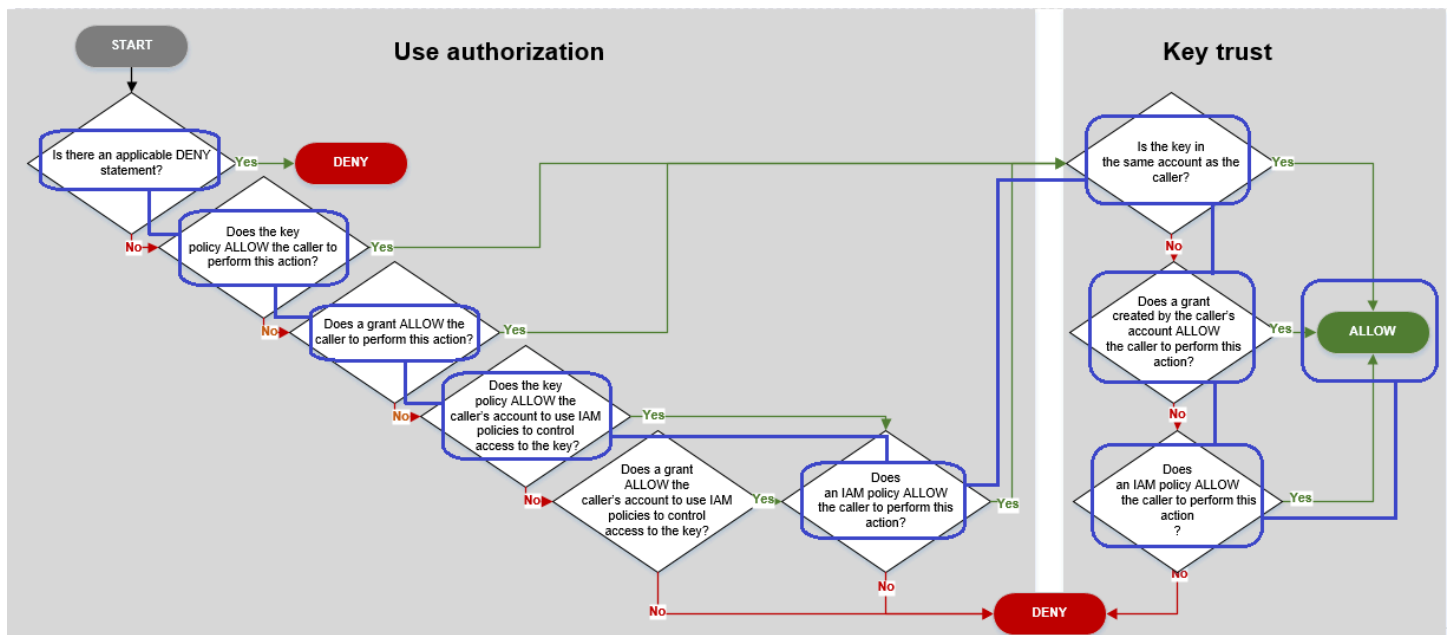 Use authorization
Key trust
START
Is there an applicable DENY
statement?
Yes
DENY
No
Does the key
policy ALLOW the caller to
perform this action?
Yes
No
Does a grant ALLOW the
caller to perform this action?
Yes
No
Does the key
policy ALLOW the
caller's account to use IAM
policies to control
access to the key?
Yes
No
Does a grant
ALLOW the
caller's account to use IAM
policies to control
access to the key?
Yes
No
Does
an IAM policy ALLOW
the caller to perform this
action?
Yes
No
Is the key in
the same account as the
caller?
Yes
No
Does a grant
created by the caller's
account ALLOW
the caller to perform this
action?
Yes
ALLOW
No
Does
an IAM policy ALLOW
the caller to perform this
action
?
Yes
No
DENY